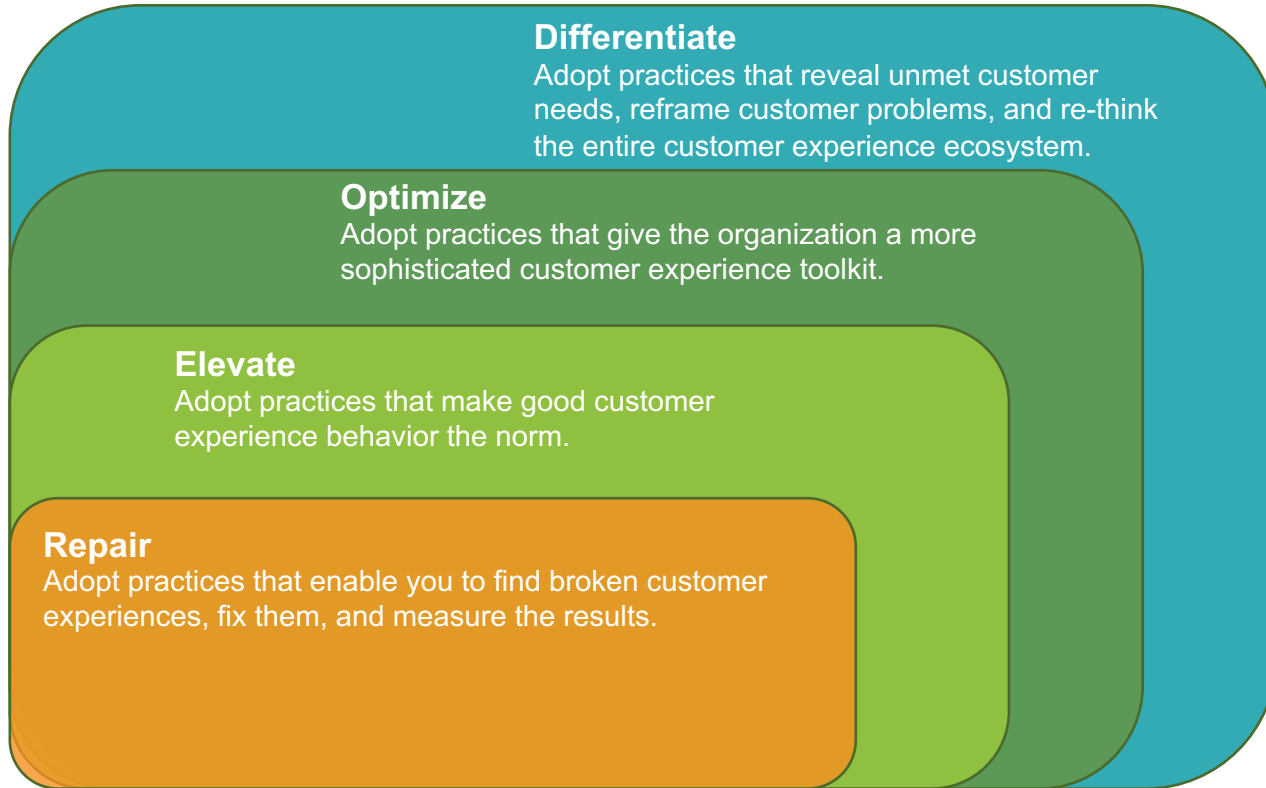 Differentiate
Adopt practices that reveal unmet customer
needs, reframe customer problems, and re-think
the entire customer experience ecosystem.
Optimize
Adopt practices that give the organization a more
sophisticated customer experience toolkit.
Elevate
Adopt practices that make good customer
experience behavior the norm.
Repair
Adopt practices that enable you to find broken customer
experiences, fix them, and measure the results.